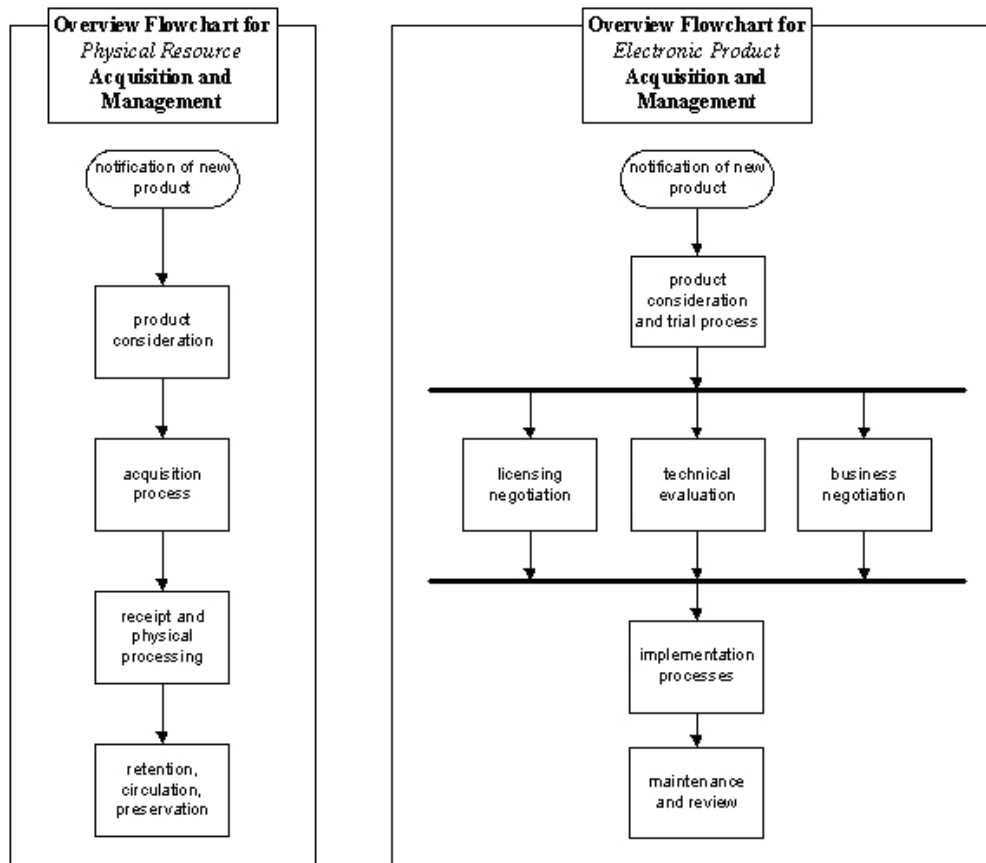 Overview Flowchart for
Physical Resource
Acquisition and
Management
notification of new
product
product
consideration
acquisition
process
receipt and
physical
processing
retention,
circulation,
preservation
Overview Flowchart for
Electronic Product
Acquisition and
Management
notification of new
product
product
consideration
and trial process
licensing
negotiation
technical
evaluation
business
negotiation
implementation
processes
maintenance
and review